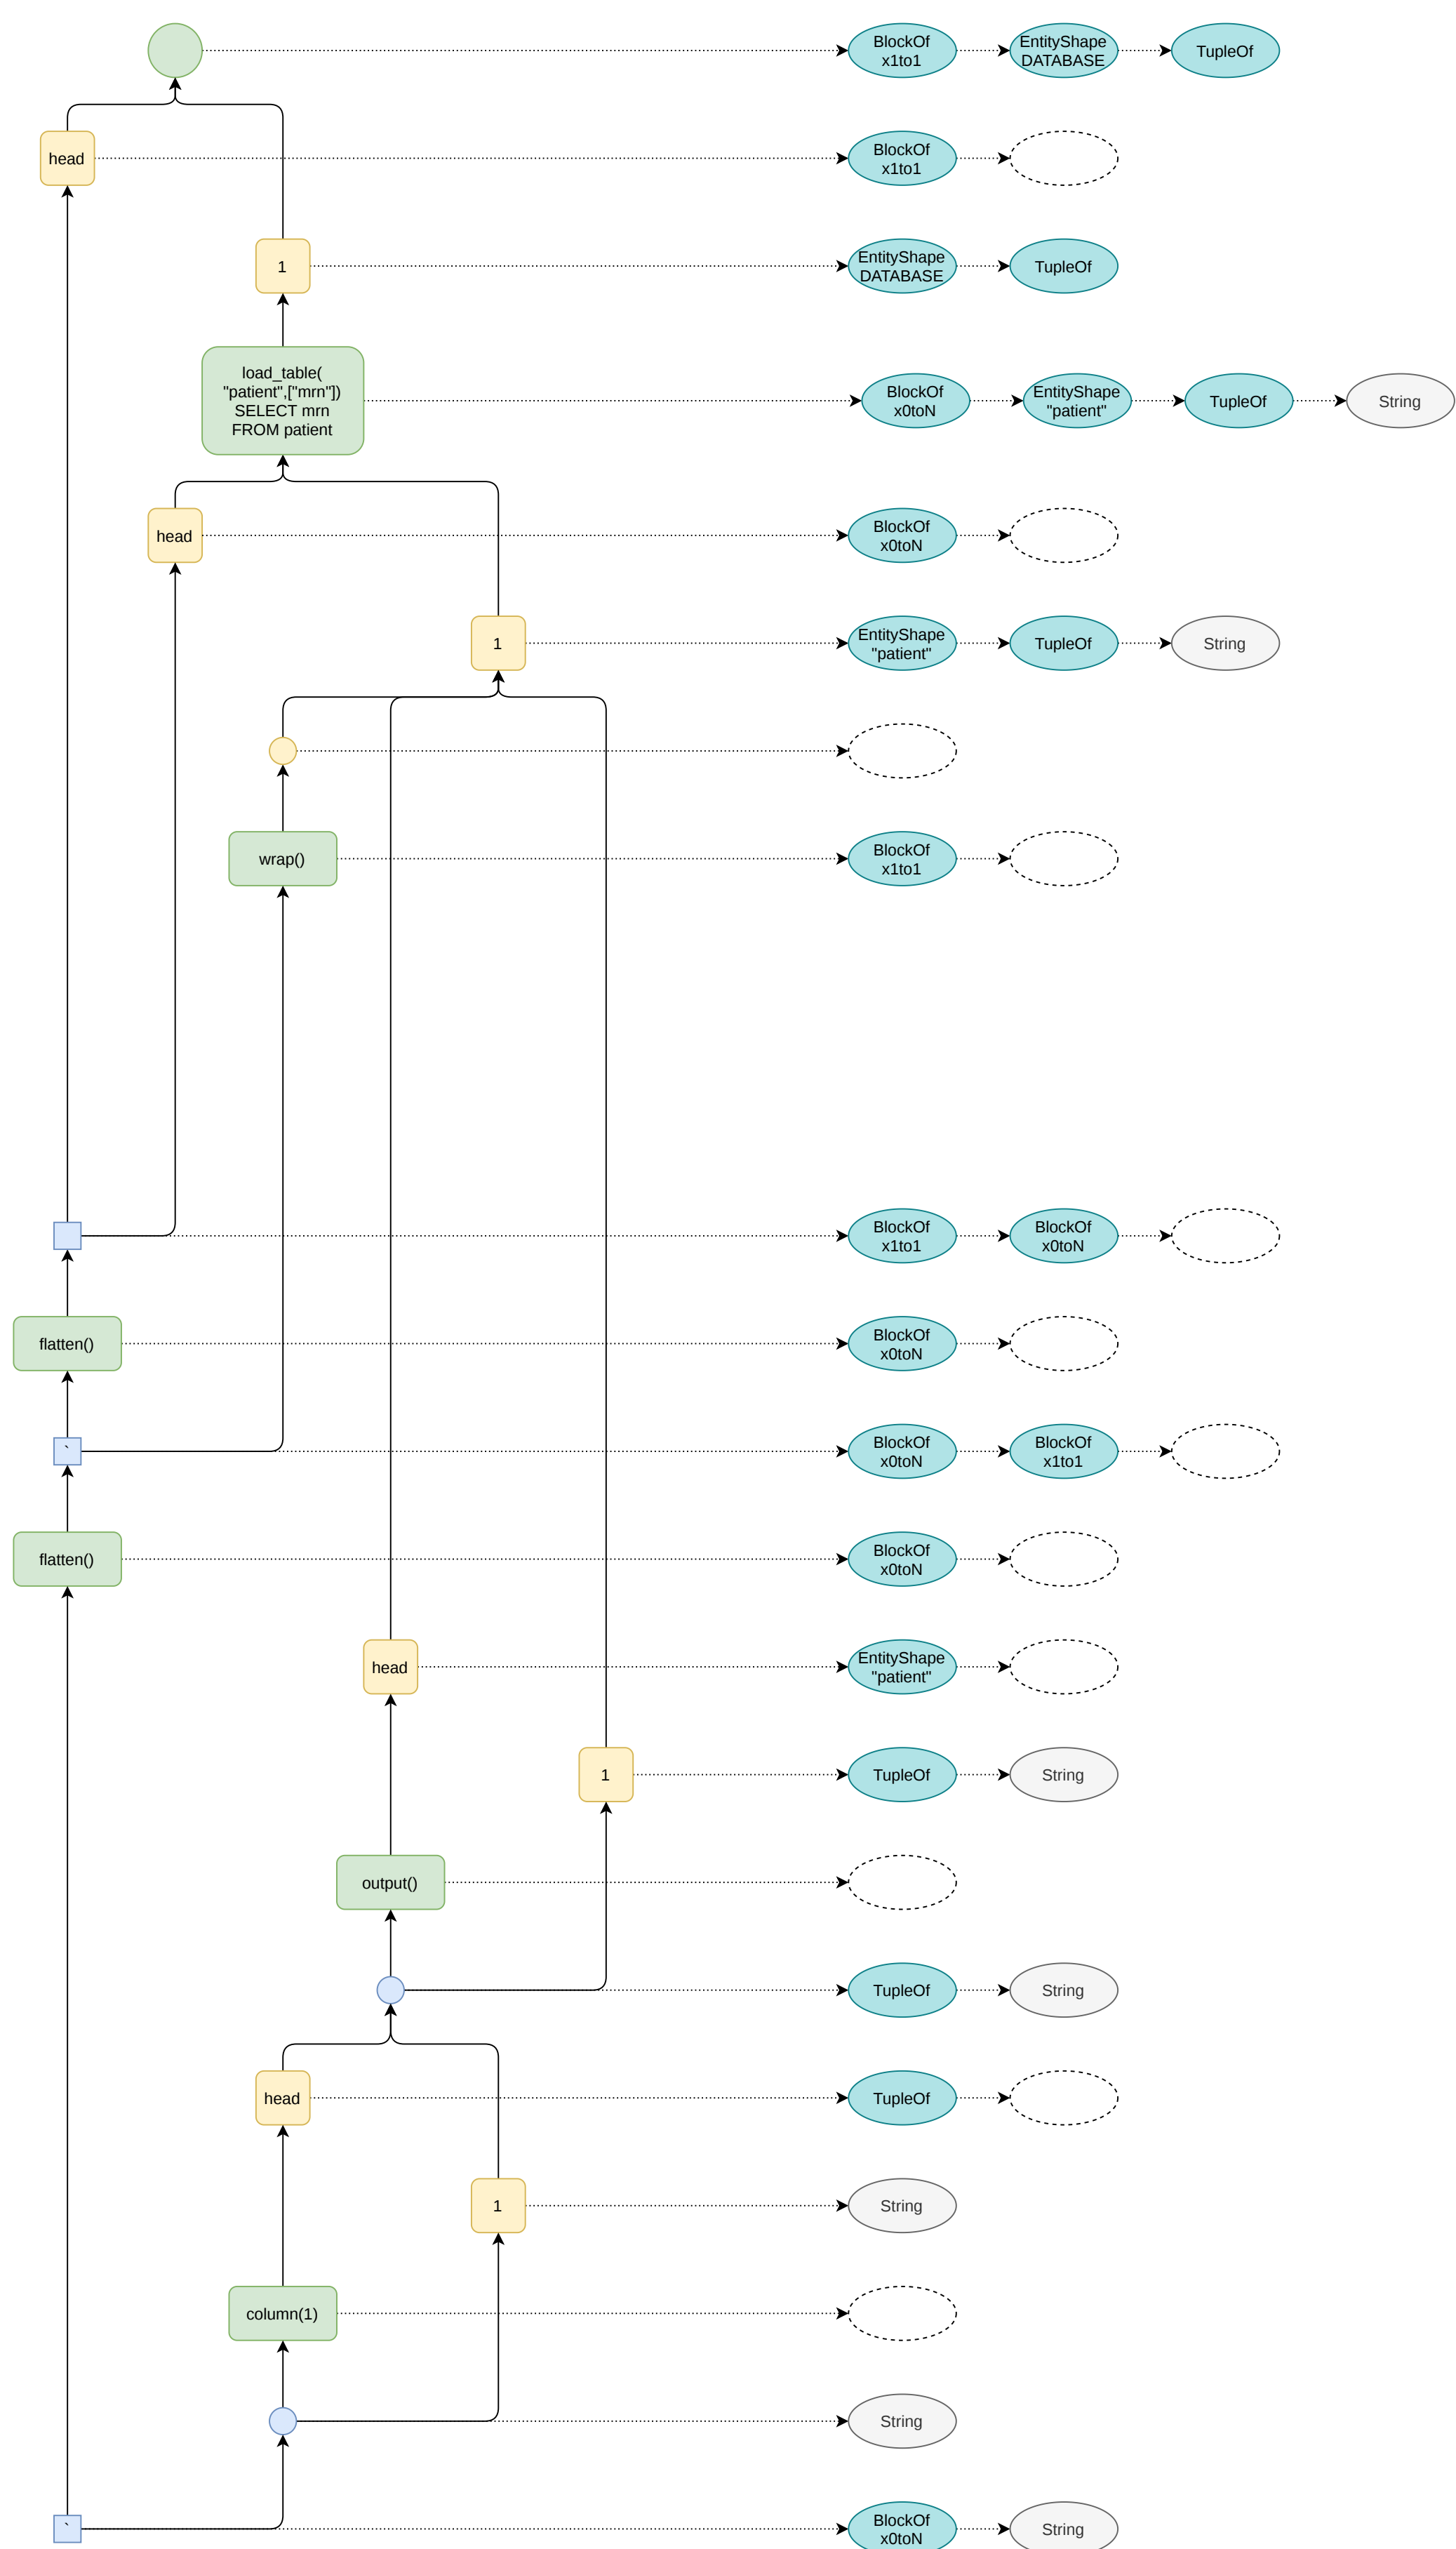 BlockOf
x1to1
EntityShape
DATABASE
TupleOf
head
BlockOf
x1to1
1
EntityShape
DATABASE
TupleOf
load_table(
"patient",["mrn"])
SELECT mrn
FROM patient
BlockOf
x0toN
EntityShape
"patient"
TupleOf
String
head
BlockOf
x0toN
1
EntityShape
"patient"
TupleOf
String
wrap()
BlockOf
x1to1
BlockOf
x1to1
BlockOf
x0toN
flatten()
BlockOf
x0toN
`
BlockOf
x0toN
BlockOf
x1to1
flatten()
BlockOf
x0toN
head
EntityShape
"patient"
1
TupleOf
String
output()
TupleOf
String
head
TupleOf
1
String
column(1)
String
`
BlockOf
x0toN
String